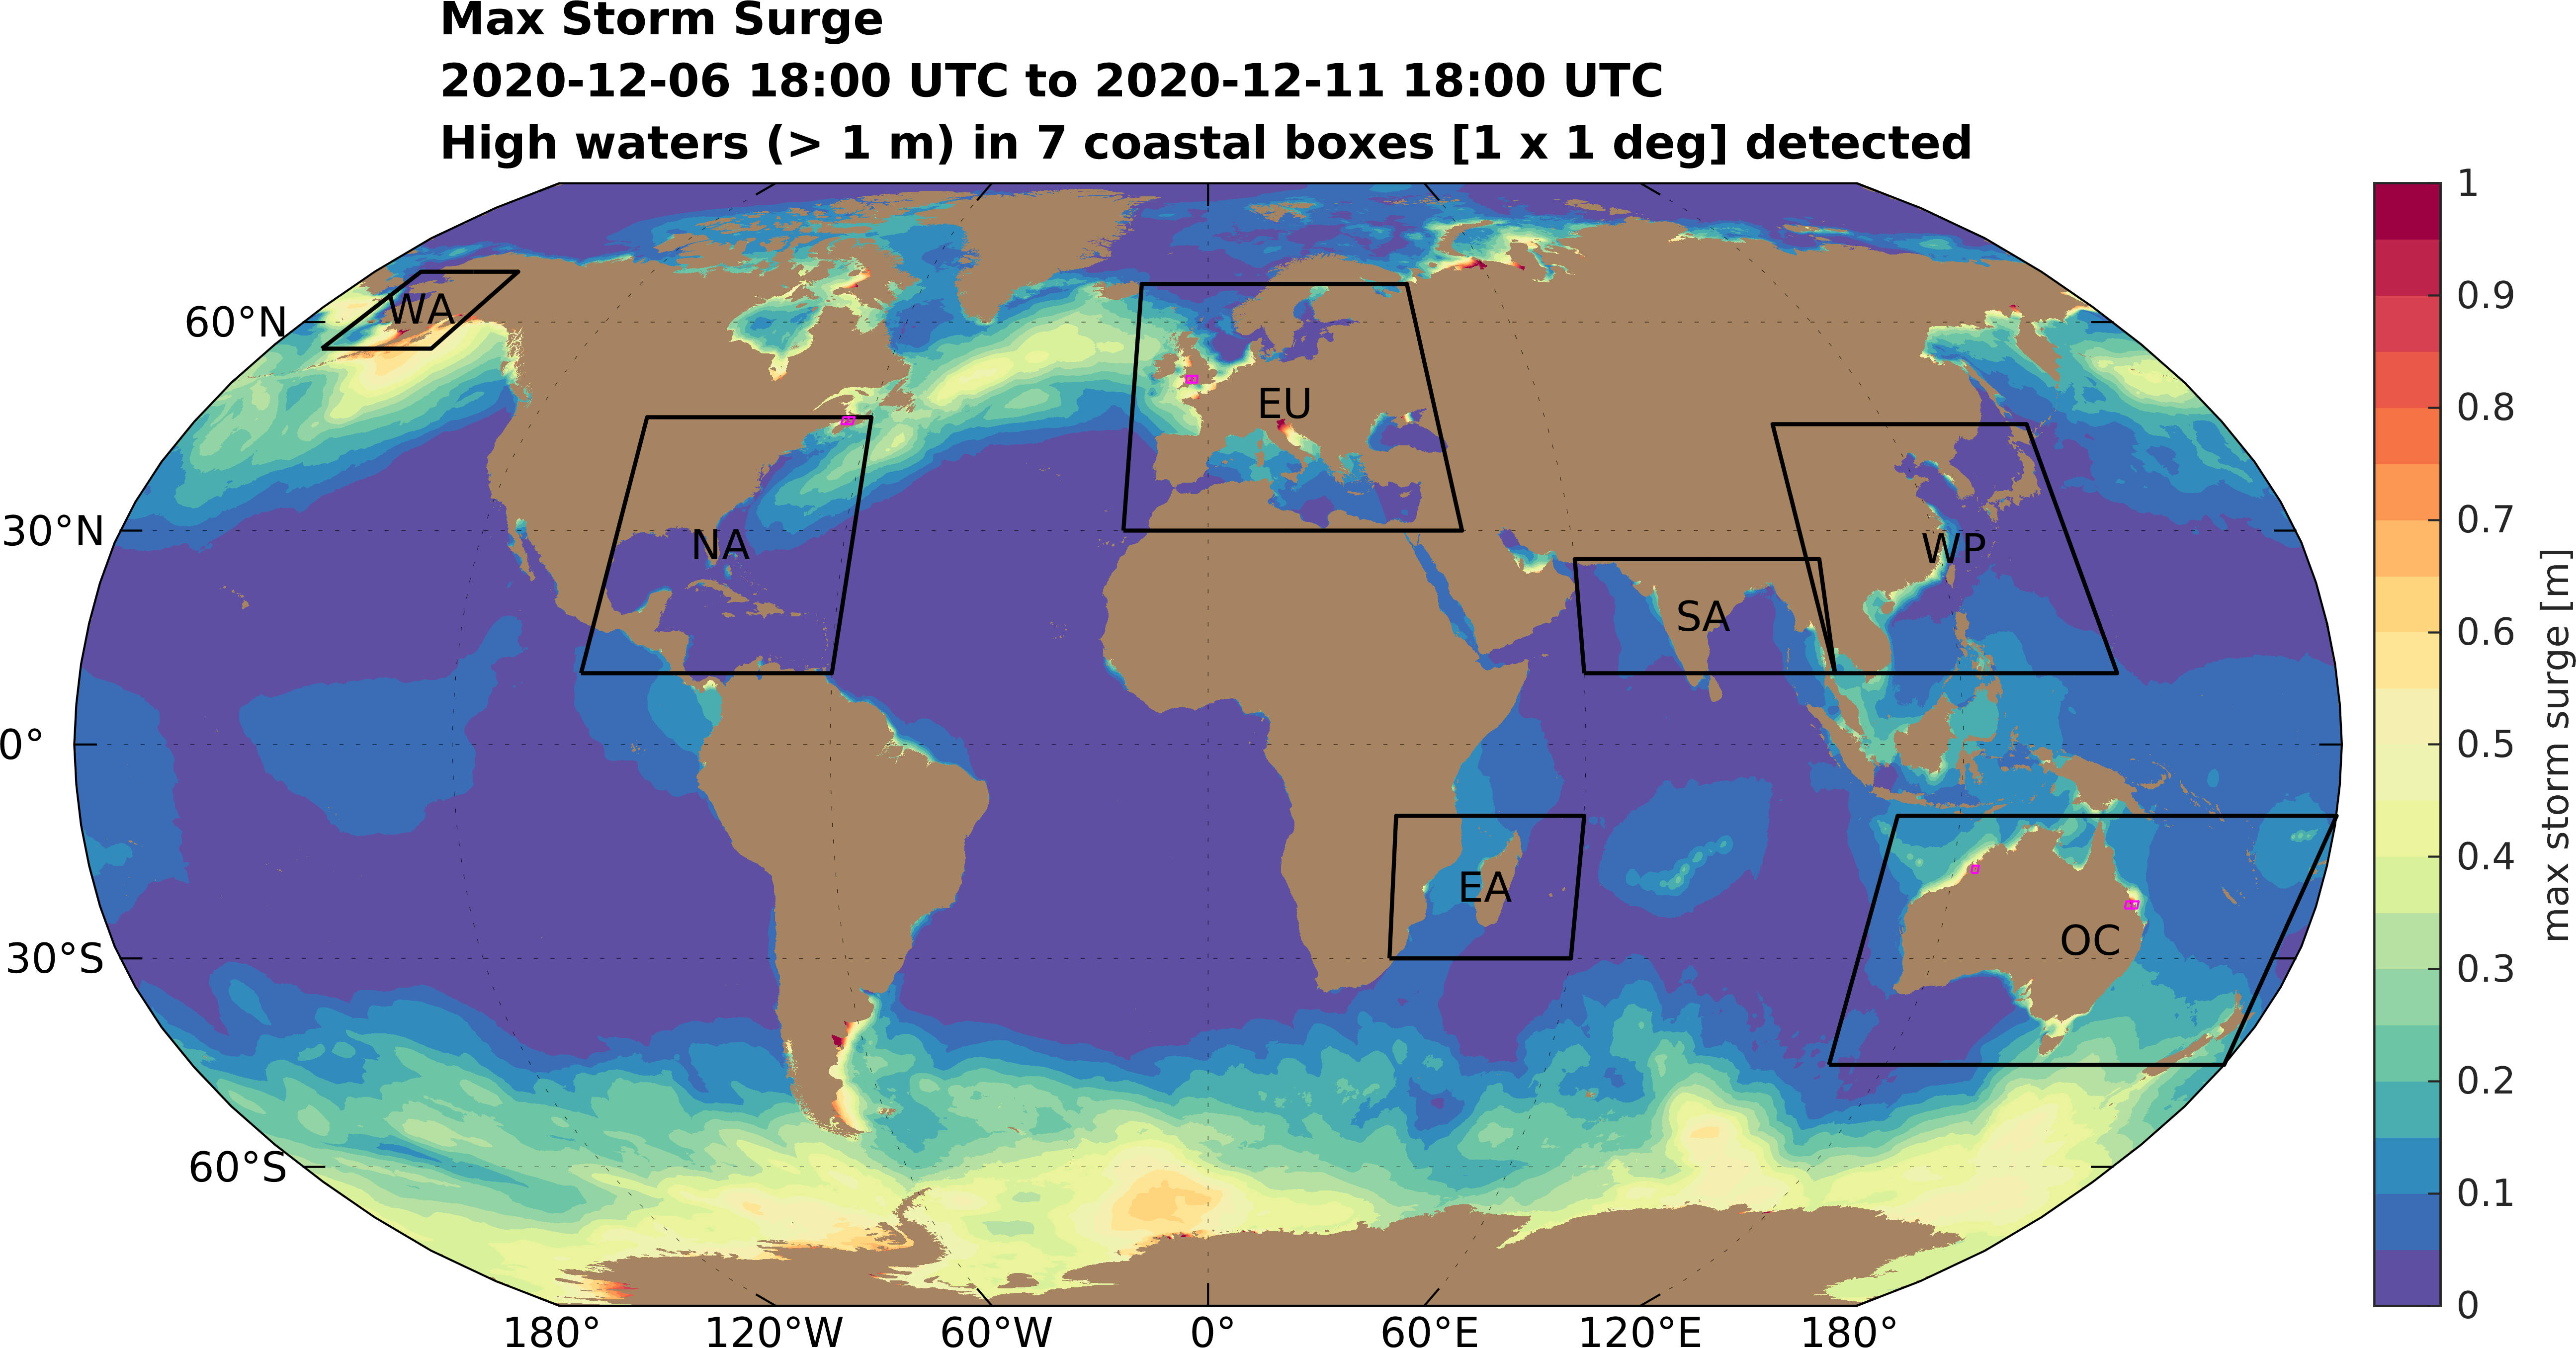 Max Storm Surge
2020-12-06 18:00 UTC to 2020-12-11 18:00 UTC
High waters (> 1 m) in 7 coastal boxes [1 x 1 deg] detected
60°N
30°N
0°
30°S
60°S
180°
120°W
60°W
0°
60°E
120°E
180°
WA
NA
EU
SA
WP
EA
OC
1
0.9
0.8
0.7
0.6
0.5
0.4
0.3
0.2
0.1
0
max storm surge [m]